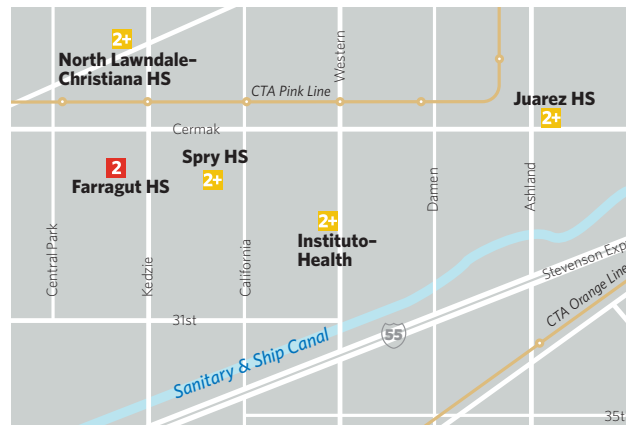 2+
North Lawndale–
Christiana HS
Western
CTA Pink Line
Juarez HS
2+
Cermak
2
Farragut HS
Spry HS
2+
Damen
Ashland
2+
Instituto–
Health
Central Park
Kedzie
California
Stevenson Exp
CTA Orange Line
31st
55
Sanitary & Ship Canal
35t